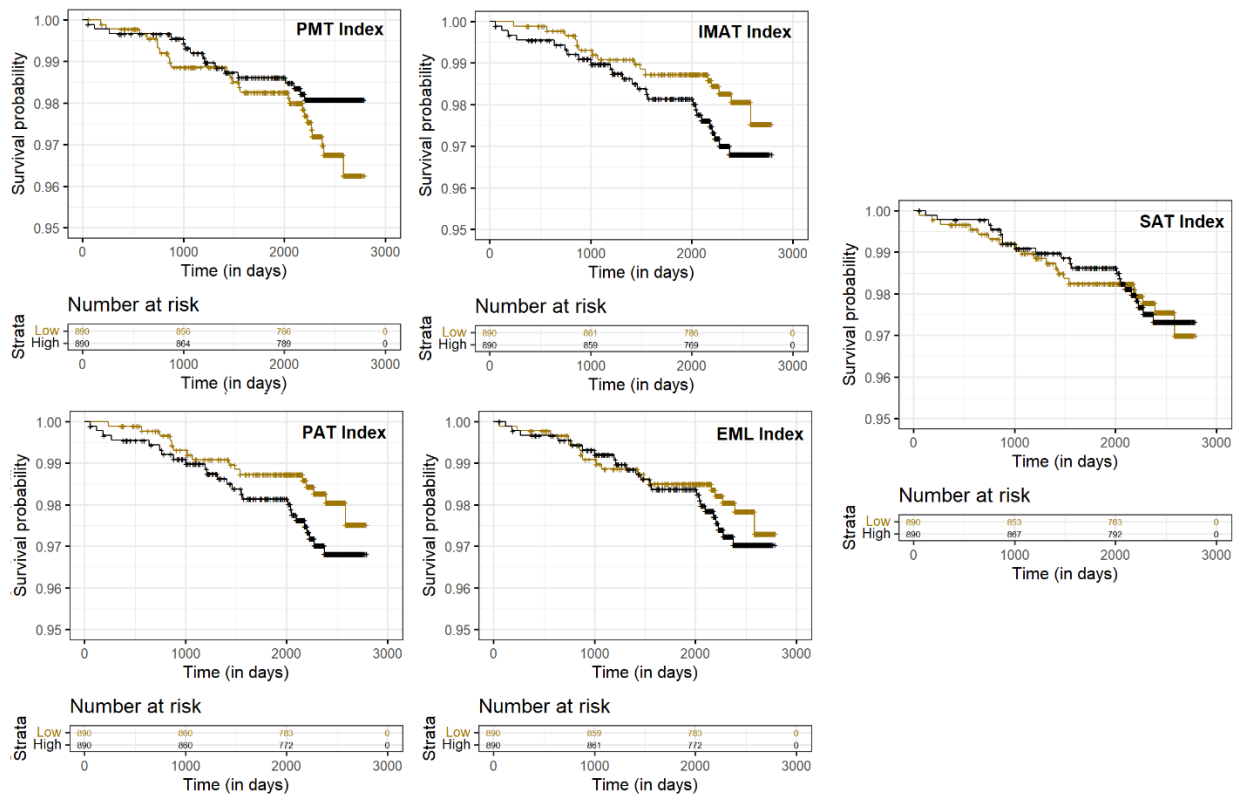 PMT Index
Survival probability
1.00
0.99
0.98
0.97
0.96
0.95
0 1000 2000 3000
Time (in days)
Number at risk
Strata
Low 890 856 766 0
High 890 864 789 0
0 1000 2000 3000
Time (in days)
IMAT Index
Survival probability
1.00
0.99
0.98
0.97
0.96
0.95
0 1000 2000 3000
Time (in days)
Number at risk
Strata
Low 890 861 786 0
High 890 859 769 0
0 1000 2000 3000
Time (in days)
SAT Index
Survival probability
1.00
0.99
0.98
0.97
0.96
0.95
0 1000 2000 3000
Time (in days)
Number at risk
Strata
Low 890 853 763 0
High 890 867 792 0
0 1000 2000 3000
Time (in days)
PAT Index
Survival probability
1.00
0.99
0.98
0.97
0.96
0.95
0 1000 2000 3000
Time (in days)
Number at risk
Strata
Low 890 860 783 0
High 890 860 772 0
0 1000 2000 3000
Time (in days)
EML Index
Survival probability
1.00
0.99
0.98
0.97
0.96
0.95
0 1000 2000 3000
Time (in days)
Number at risk
Strata
Low 890 859 783 0
High 890 861 772 0
0 1000 2000 3000
Time (in days)